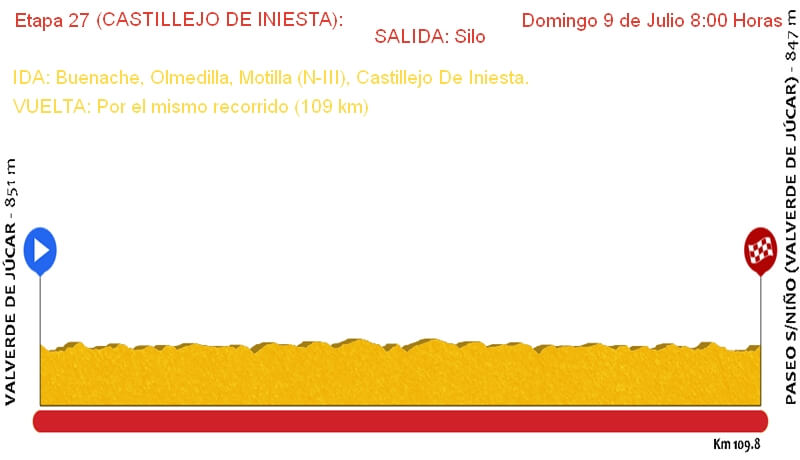 Etapa 27 (CASTILLEJO DE INIESTA):
Domingo 9 de Julio 8:00 Horas
SALIDA: Silo
IDA: Buenache, Olmedilla, Motilla (N-III), Castillejo De Iniesta.
VUELTA: Por el mismo recorrido (109 km)
VALVERDE DE JÚCAR - 851 m
PASEO S/NIÑO (VALVERDE DE JÚCAR) - 847 m
Km 109.8